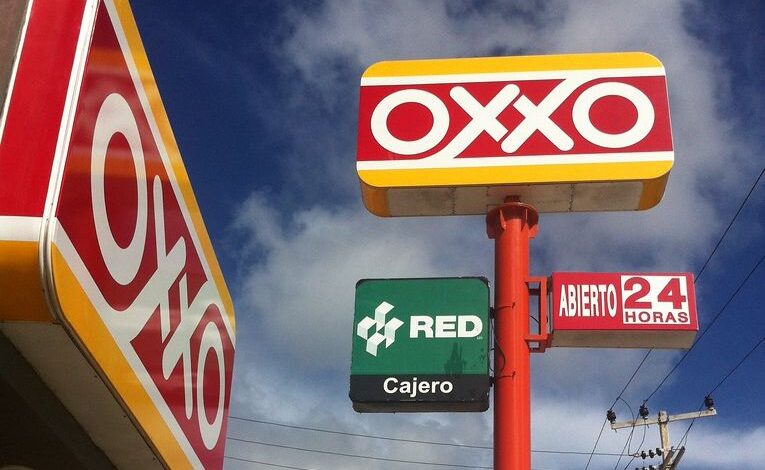 OXXO
OXXO
RED
Cajero
ABIERTO 24
HORAS